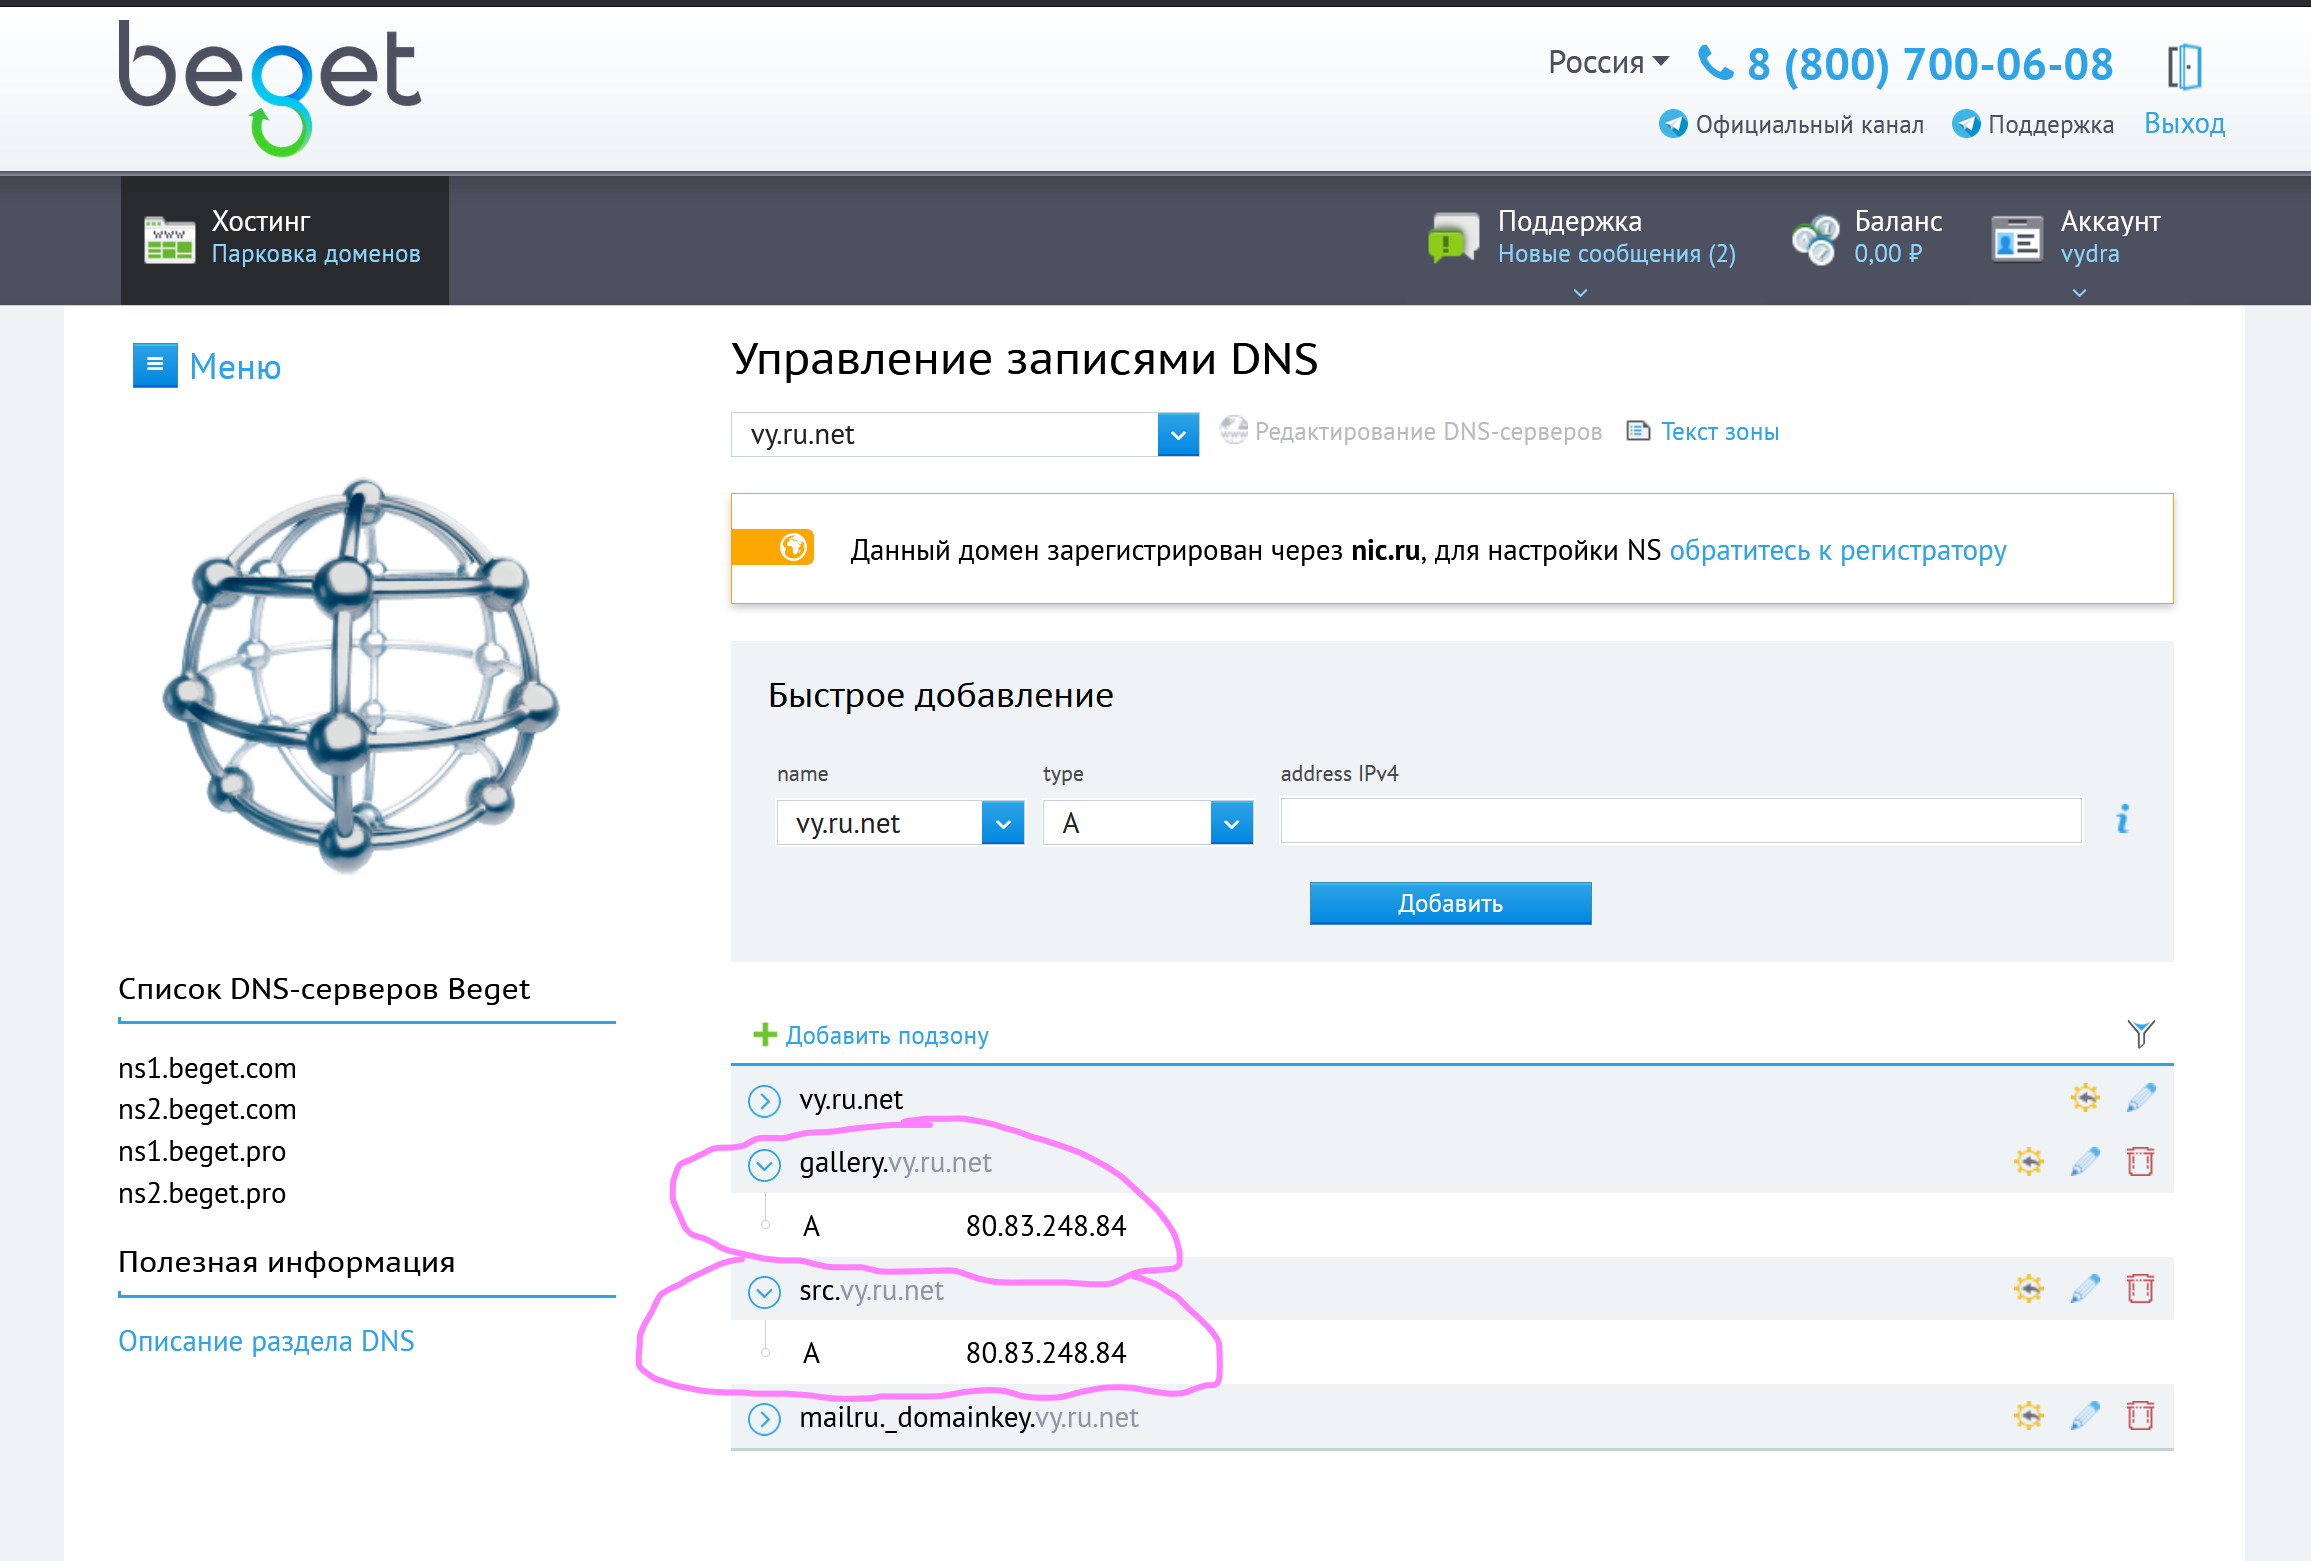 beget
Россия
8 (800) 700-06-08
Официальный канал
Поддержка
Выход
Хостинг
Парковка доменов
Поддержка
Новые сообщения (2)
Баланс
0,00 ₽
Аккаунт
vydra
Меню
Управление записями DNS
vy.ru.net
Редактирование DNS-серверов
Текст зоны
Данный домен зарегистрирован через nic.ru, для настройки NS обратитесь к регистратору
Быстрое добавление
name
type
address IPv4
vy.ru.net
A
Добавить
Список DNS-серверов Beget
ns1.beget.com
ns2.beget.com
ns1.beget.pro
ns2.beget.pro
Полезная информация
Описание раздела DNS
Добавить подзону
vy.ru.net
gallery.vy.ru.net
A 80.83.248.84
src.vy.ru.net
A 80.83.248.84
mailru._domainkey.vy.ru.net